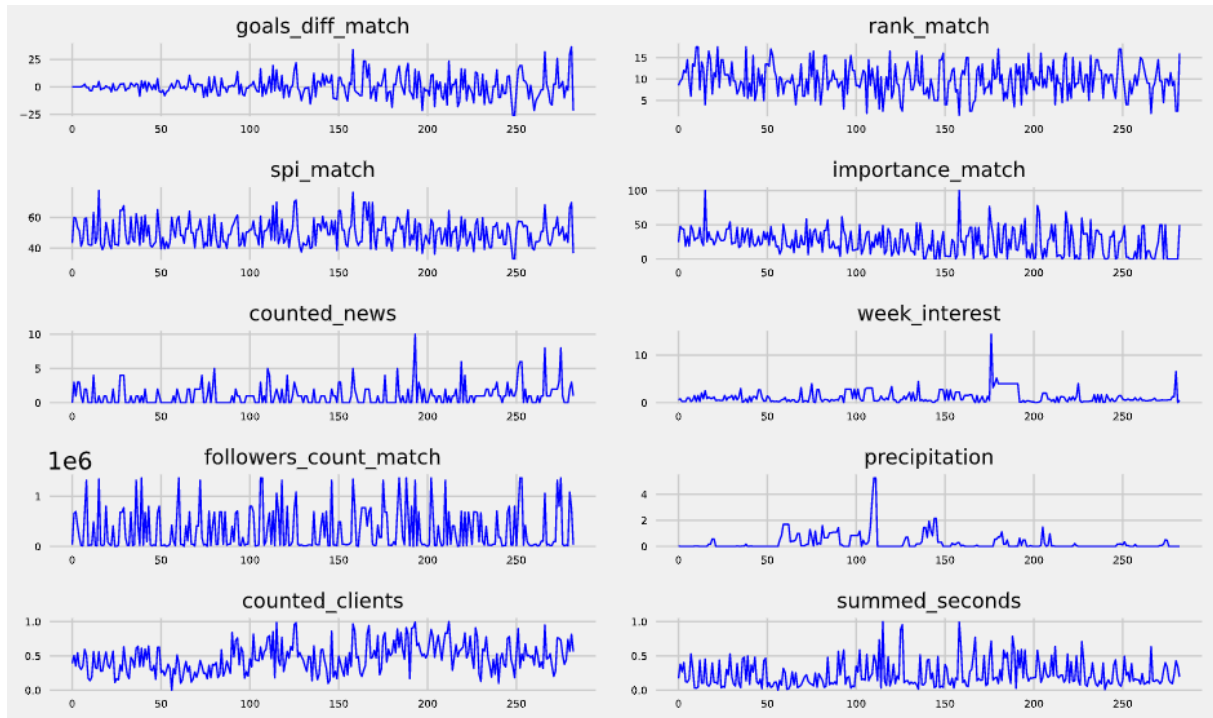 goals_diff_match
25
0
−25
0 50 100 150 200 250
rank_match
15
10
5
0 50 100 150 200 250
spi_match
60
40
0 50 100 150 200 250
importance_match
100
50
0
0 50 100 150 200 250
counted_news
10
5
0
0 50 100 150 200 250
week_interest
10
0
0 50 100 150 200 250
1e6
followers_count_match
1
0
0 50 100 150 200 250
precipitation
4
2
0
0 50 100 150 200 250
counted_clients
1.0
0.5
0.0
0 50 100 150 200 250
summed_seconds
1.0
0.5
0.0
0 50 100 150 200 250